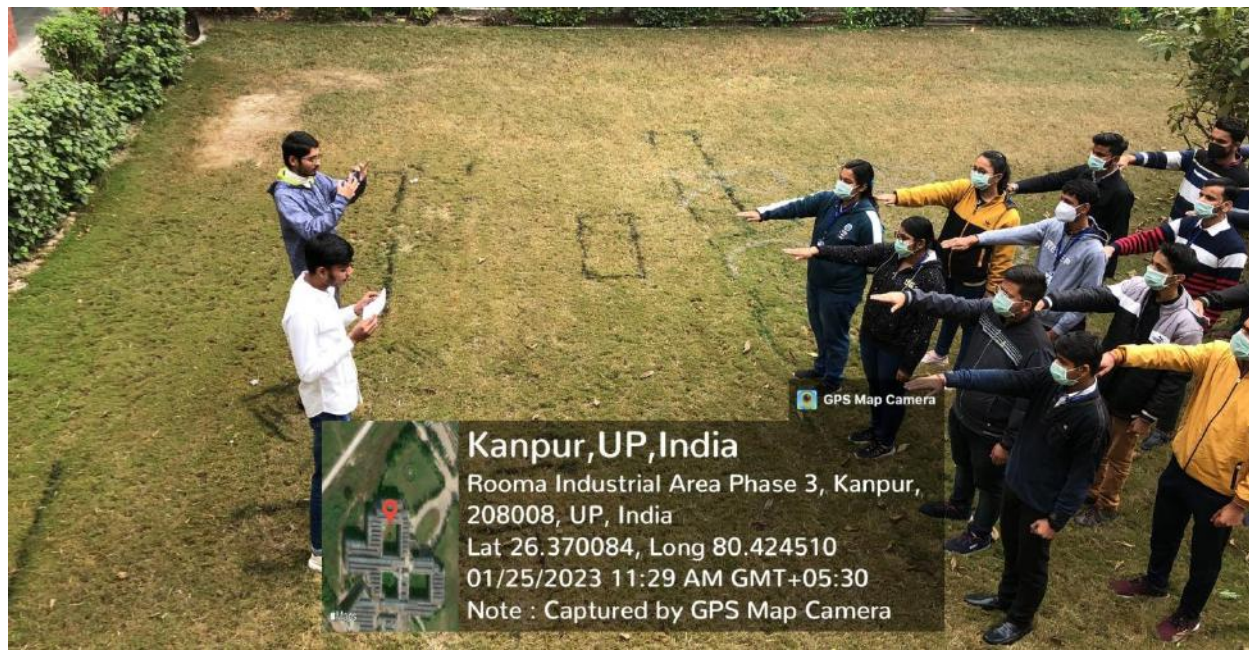 GPS Map Camera
Kanpur,UP,India
Rooma Industrial Area Phase 3, Kanpur,
208008, UP, India
Lat 26.370084, Long 80.424510
01/25/2023 11:29 AM GMT+05:30
Note : Captured by GPS Map Camera